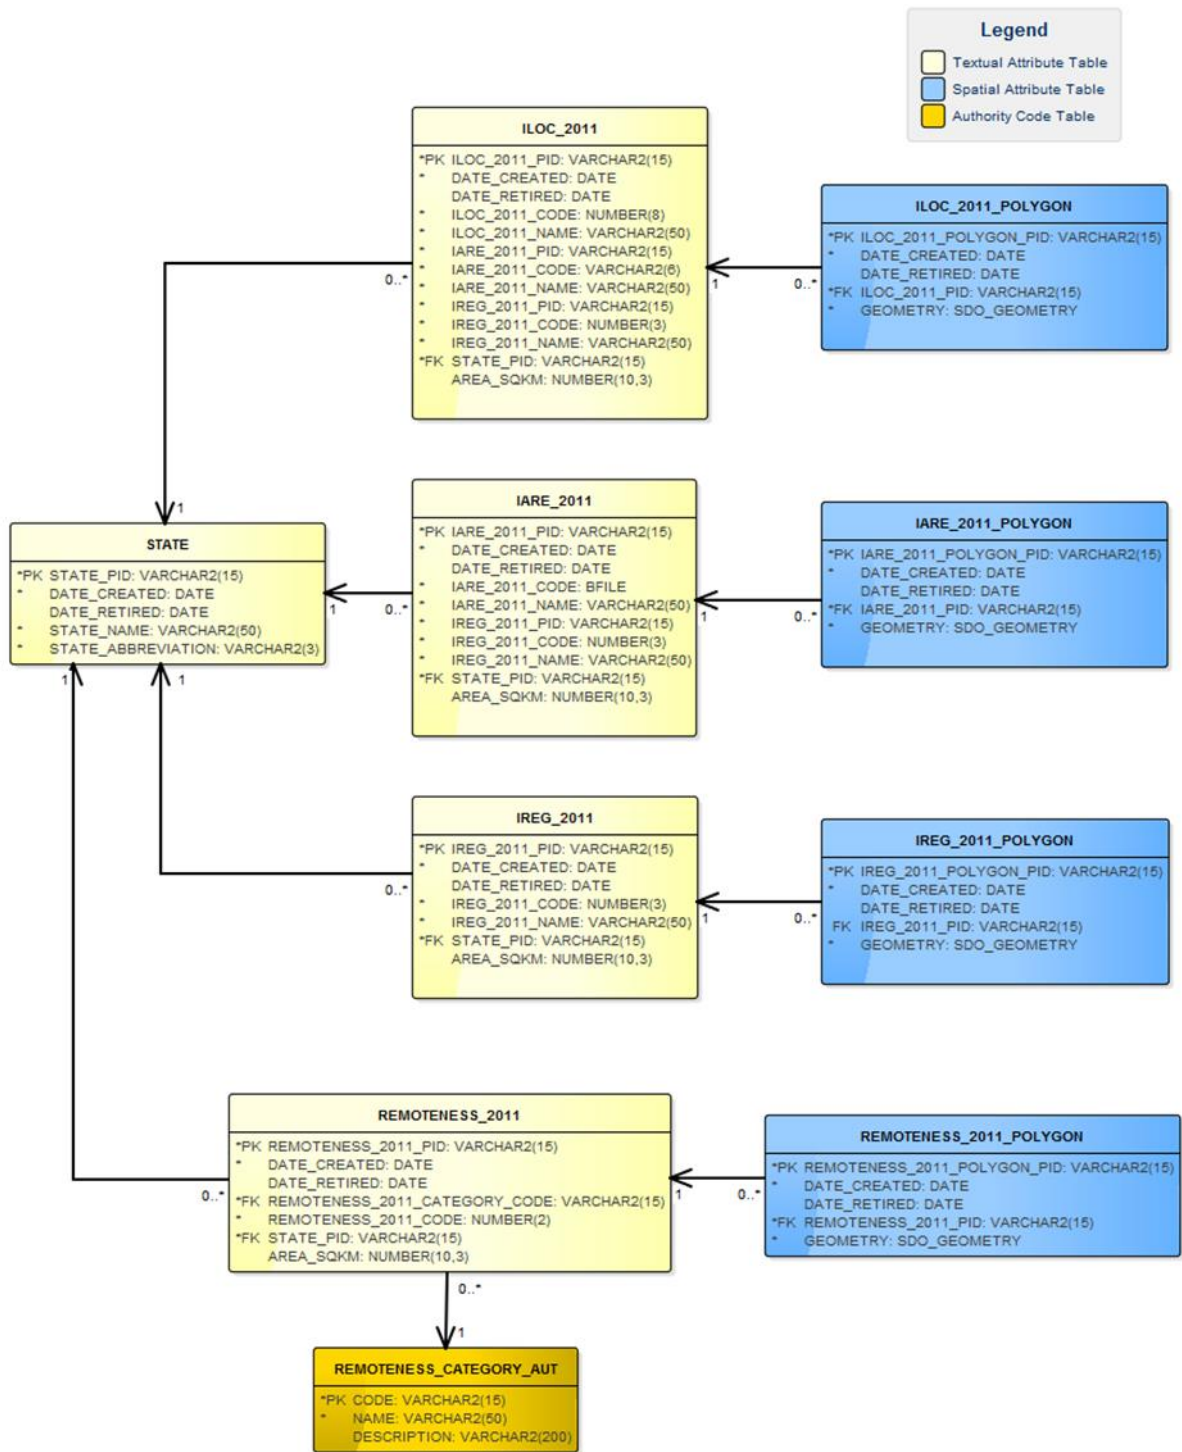 Legend
Textual Attribute Table
Spatial Attribute Table
Authority Code Table
ILOC_2011
*PK ILOC_2011_PID: VARCHAR2(15)
* DATE_CREATED: DATE
DATE_RETIRED: DATE
* ILOC_2011_CODE: NUMBER(8)
* ILOC_2011_NAME: VARCHAR2(50)
* IARE_2011_PID: VARCHAR2(15)
* IARE_2011_CODE: VARCHAR2(6)
* IARE_2011_NAME: VARCHAR2(50)
* IREG_2011_PID: VARCHAR2(15)
* IREG_2011_CODE: NUMBER(3)
* IREG_2011_NAME: VARCHAR2(50)
*FK STATE_PID: VARCHAR2(15)
AREA_SQKM: NUMBER(10,3)
0..*
1
1
0..*
ILOC_2011_POLYGON
*PK ILOC_2011_POLYGON_PID: VARCHAR2(15)
* DATE_CREATED: DATE
DATE_RETIRED: DATE
*FK ILOC_2011_PID: VARCHAR2(15)
* GEOMETRY: SDO_GEOMETRY
STATE
*PK STATE_PID: VARCHAR2(15)
* DATE_CREATED: DATE
DATE_RETIRED: DATE
* STATE_NAME: VARCHAR2(50)
* STATE_ABBREVIATION: VARCHAR2(3)
1
1
1
0..*
IARE_2011
*PK IARE_2011_PID: VARCHAR2(15)
* DATE_CREATED: DATE
DATE_RETIRED: DATE
* IARE_2011_CODE: BFILE
* IARE_2011_NAME: VARCHAR2(50)
* IREG_2011_PID: VARCHAR2(15)
* IREG_2011_CODE: NUMBER(3)
* IREG_2011_NAME: VARCHAR2(50)
*FK STATE_PID: VARCHAR2(15)
AREA_SQKM: NUMBER(10,3)
1
0..*
IARE_2011_POLYGON
*PK IARE_2011_POLYGON_PID: VARCHAR2(15)
* DATE_CREATED: DATE
DATE_RETIRED: DATE
*FK IARE_2011_PID: VARCHAR2(15)
* GEOMETRY: SDO_GEOMETRY
IREG_2011
*PK IREG_2011_PID: VARCHAR2(15)
* DATE_CREATED: DATE
DATE_RETIRED: DATE
* IREG_2011_CODE: NUMBER(3)
* IREG_2011_NAME: VARCHAR2(50)
*FK STATE_PID: VARCHAR2(15)
AREA_SQKM: NUMBER(10,3)
0..*
1
0..*
IREG_2011_POLYGON
*PK IREG_2011_POLYGON_PID: VARCHAR2(15)
* DATE_CREATED: DATE
DATE_RETIRED: DATE
FK IREG_2011_PID: VARCHAR2(15)
* GEOMETRY: SDO_GEOMETRY
REMOTENESS_2011
*PK REMOTENESS_2011_PID: VARCHAR2(15)
* DATE_CREATED: DATE
DATE_RETIRED: DATE
*FK REMOTENESS_2011_CATEGORY_CODE: VARCHAR2(15)
* REMOTENESS_2011_CODE: NUMBER(2)
*FK STATE_PID: VARCHAR2(15)
AREA_SQKM: NUMBER(10,3)
0..*
1
0..*
REMOTENESS_2011_POLYGON
*PK REMOTENESS_2011_POLYGON_PID: VARCHAR2(15)
* DATE_CREATED: DATE
DATE_RETIRED: DATE
*FK REMOTENESS_2011_PID: VARCHAR2(15)
* GEOMETRY: SDO_GEOMETRY
0..*
1
REMOTENESS_CATEGORY_AUT
*PK CODE: VARCHAR2(15)
* NAME: VARCHAR2(50)
DESCRIPTION: VARCHAR2(200)